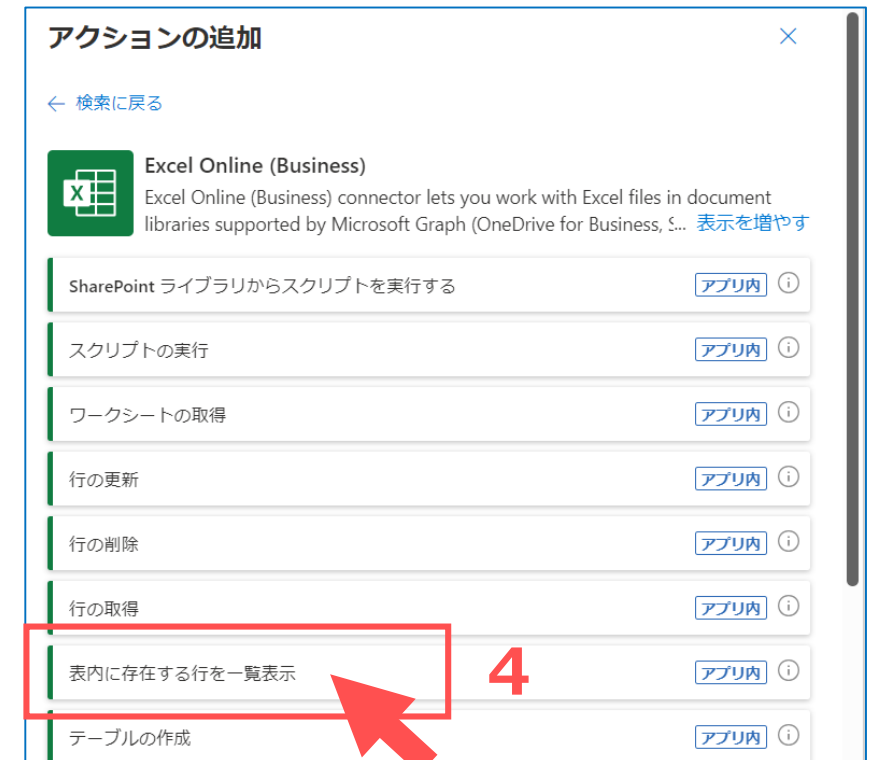 アクションの追加
← 検索に戻る
Excel Online (Business)
Excel Online (Business) connector lets you work with Excel files in document
libraries supported by Microsoft Graph (OneDrive for Business, S... 表示を増やす
SharePoint ライブラリからスクリプトを実行する アプリ内
スクリプトの実行 アプリ内
ワークシートの取得 アプリ内
行の更新 アプリ内
行の削除 アプリ内
行の取得 アプリ内
表内に存在する行を一覧表示 4 アプリ内
テーブルの作成 アプリ内